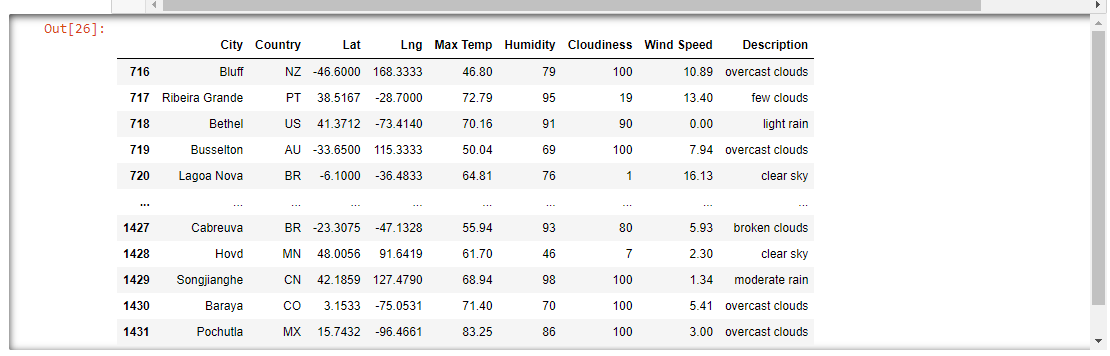 Out[26]:
City Country Lat Lng Max Temp Humidity Cloudiness Wind Speed Description
716 Bluff NZ -46.6000 168.3333 46.80 79 100 10.89 overcast clouds
717 Ribeira Grande PT 38.5167 -28.7000 72.79 95 19 13.40 few clouds
718 Bethel US 41.3712 -73.4140 70.16 91 90 0.00 light rain
719 Busselton AU -33.6500 115.3333 50.04 69 100 7.94 overcast clouds
720 Lagoa Nova BR -6.1000 -36.4833 64.81 76 1 16.13 clear sky
... ... ... ... ... ... ... ... ... ...
1427 Cabreuva BR -23.3075 -47.1328 55.94 93 80 5.93 broken clouds
1428 Hovd MN 48.0056 91.6419 61.70 46 7 2.30 clear sky
1429 Songjianghe CN 42.1859 127.4790 68.94 98 100 1.34 moderate rain
1430 Baraya CO 3.1533 -75.0531 71.40 70 100 5.41 overcast clouds
1431 Pochutla MX 15.7432 -96.4661 83.25 86 100 3.00 overcast clouds